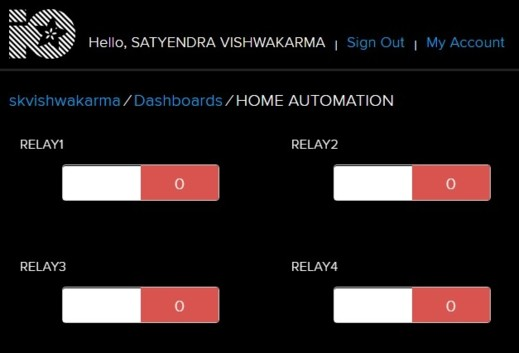 iO
Hello, SATYENDRA VISHWAKARMA | Sign Out | My Account
skvishwakarma/Dashboards/HOME AUTOMATION
RELAY1 RELAY2
0 0
RELAY3 RELAY4
0 0